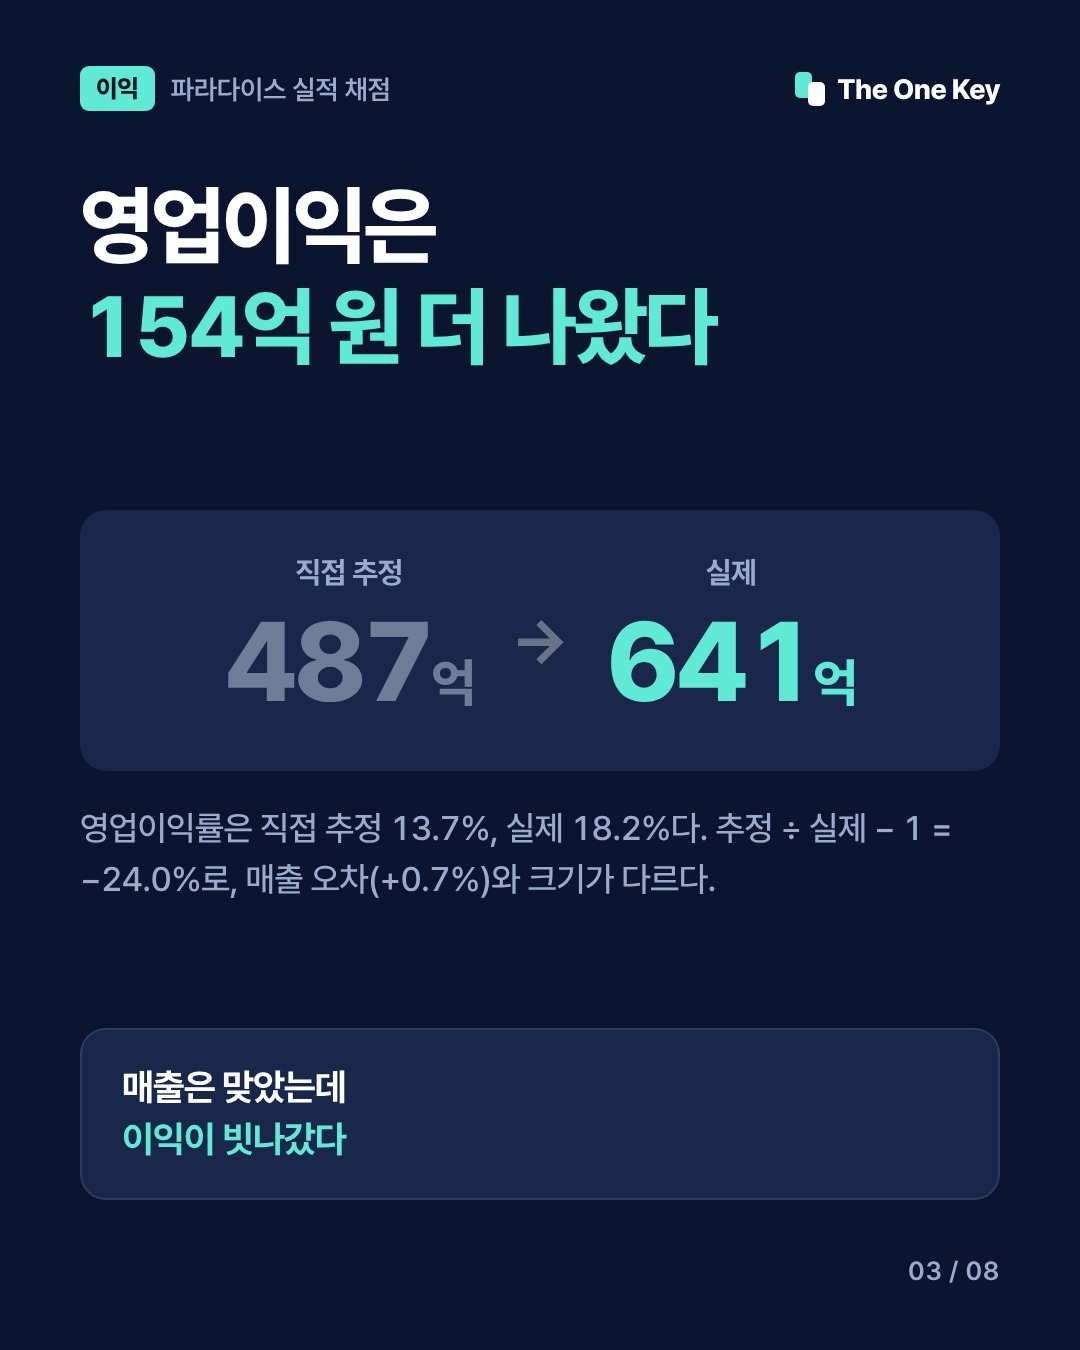 이익 파라다이스 실적 채점
The One Key
영업이익은
154억 원 더 나왔다
직접 추정
487억
→
실제
641억
영업이익률은 직접 추정 13.7%, 실제 18.2%다. 추정 ÷ 실제 − 1 =
−24.0%로, 매출 오차(+0.7%)와 크기가 다르다.
매출은 맞았는데
이익이 빗나갔다
03 / 08